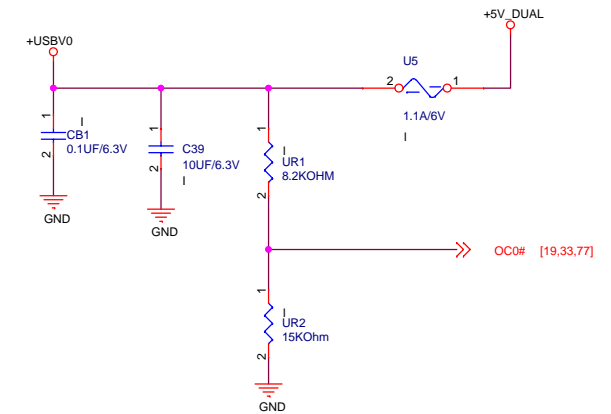 +5V_DUAL
+USBV0
U5
2
1
1.1A/6V
I
1
I
CB1
0.1UF/6.3V
2
1
C39
10UF/6.3V
I
2
1
I
UR1
8.2KOHM
2
GND
GND
OC0# [19,33,77]
1
I
UR2
15KOhm
2
GND